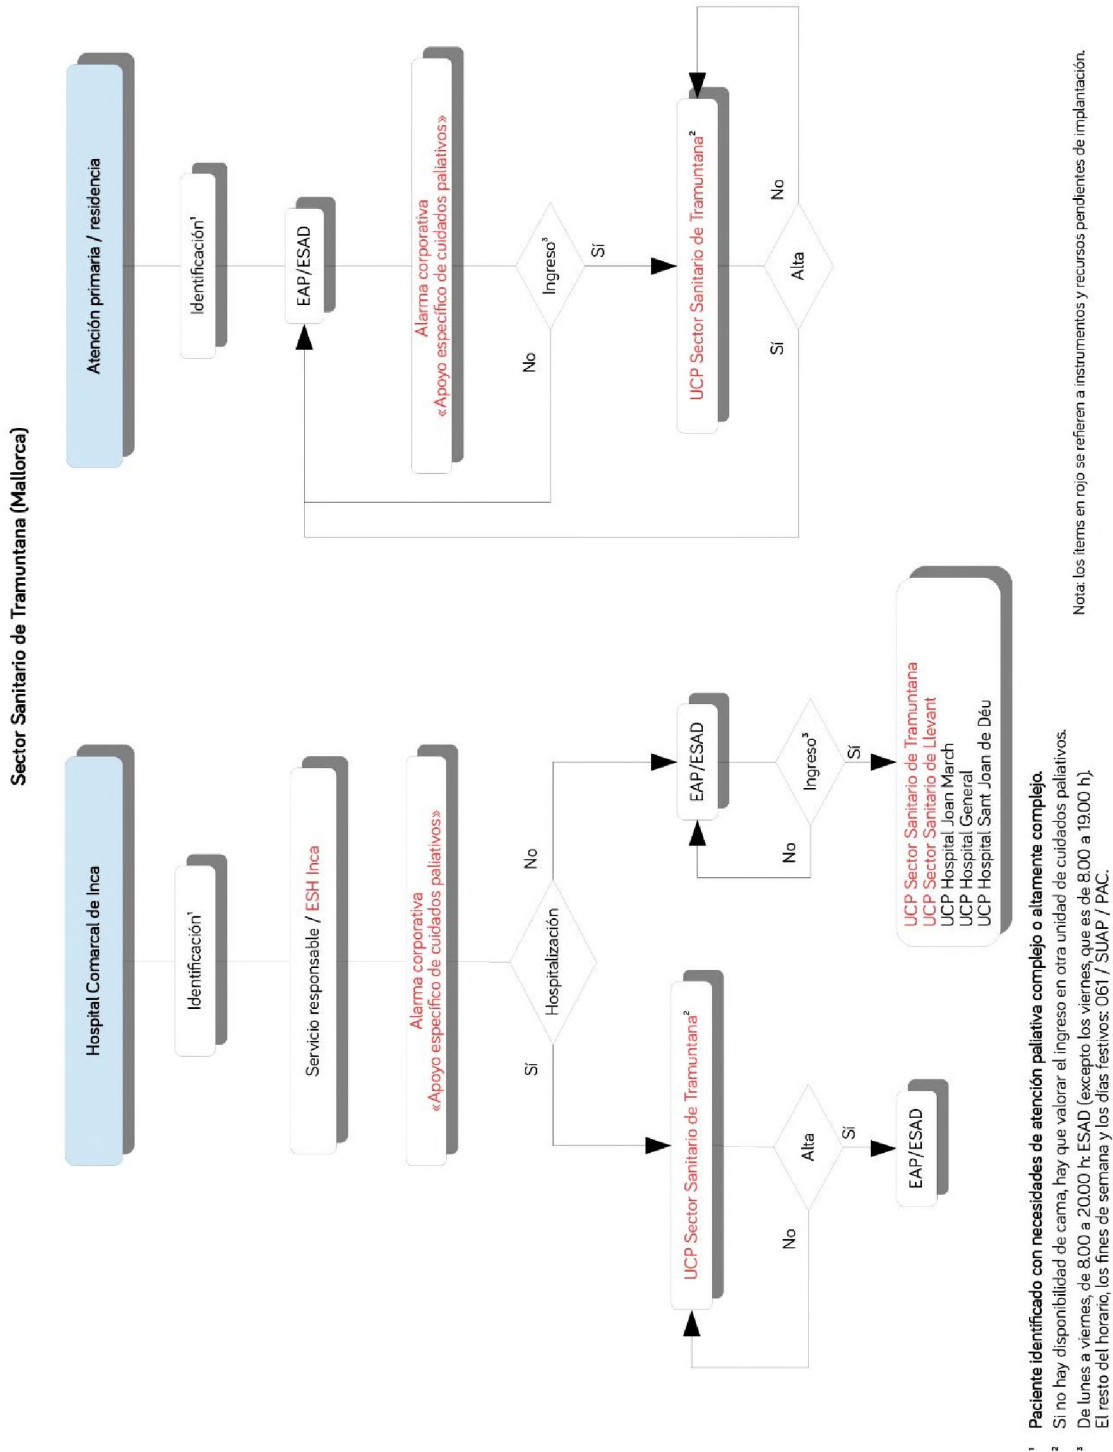 Sector Sanitario de Tramuntana (Mallorca)
Hospital Comarcal de Inca
Identificación¹
Servicio responsable / ESH Inca
Alarma corporativa
«Apoyo específico de cuidados paliativos»
Hospitalización
Sí
No
UCP Sector Sanitario de Tramuntana²
Alta
No
Sí
EAP/ESAD
EAP/ESAD
Ingreso³
No
Sí
UCP Sector Sanitario de Tramuntana
UCP Sector Sanitario de Llevant
UCP Hospital Joan March
UCP Hospital General
UCP Hospital Sant Joan de Déu
Atención primaria / residencia
Identificación¹
EAP/ESAD
Alarma corporativa
«Apoyo específico de cuidados paliativos»
Ingreso³
No
Sí
UCP Sector Sanitario de Tramuntana²
Alta
Sí
No
¹ Paciente identificado con necesidades de atención paliativa complejo o altamente complejo.
² Si no hay disponibilidad de cama, hay que valorar el ingreso en otra unidad de cuidados paliativos.
³ De lunes a viernes, de 8.00 a 20.00 h: ESAD (excepto los viernes, que es de 8.00 a 19.00 h).
El resto del horario, los fines de semana y los días festivos: 061 / SUAP / PAC.
Nota: los ítems en rojo se refieren a instrumentos y recursos pendientes de implantación.